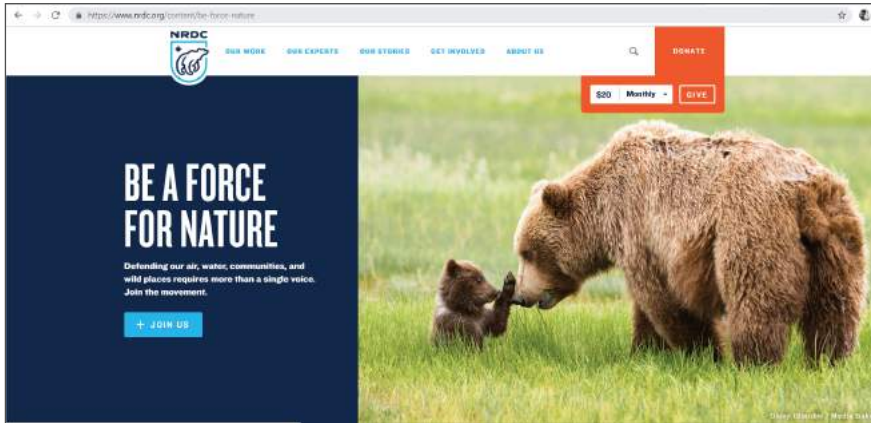 https://www.nrdc.org/content/be-force-nature
NRDC
OUR WORK OUR EXPERTS OUR STORIES GET INVOLVED ABOUT US DONATE
$20 Monthly GIVE
BE A FORCE
FOR NATURE
Defending our air, water, communities, and
wild places requires more than a single voice.
Join the movement.
+ JOIN US